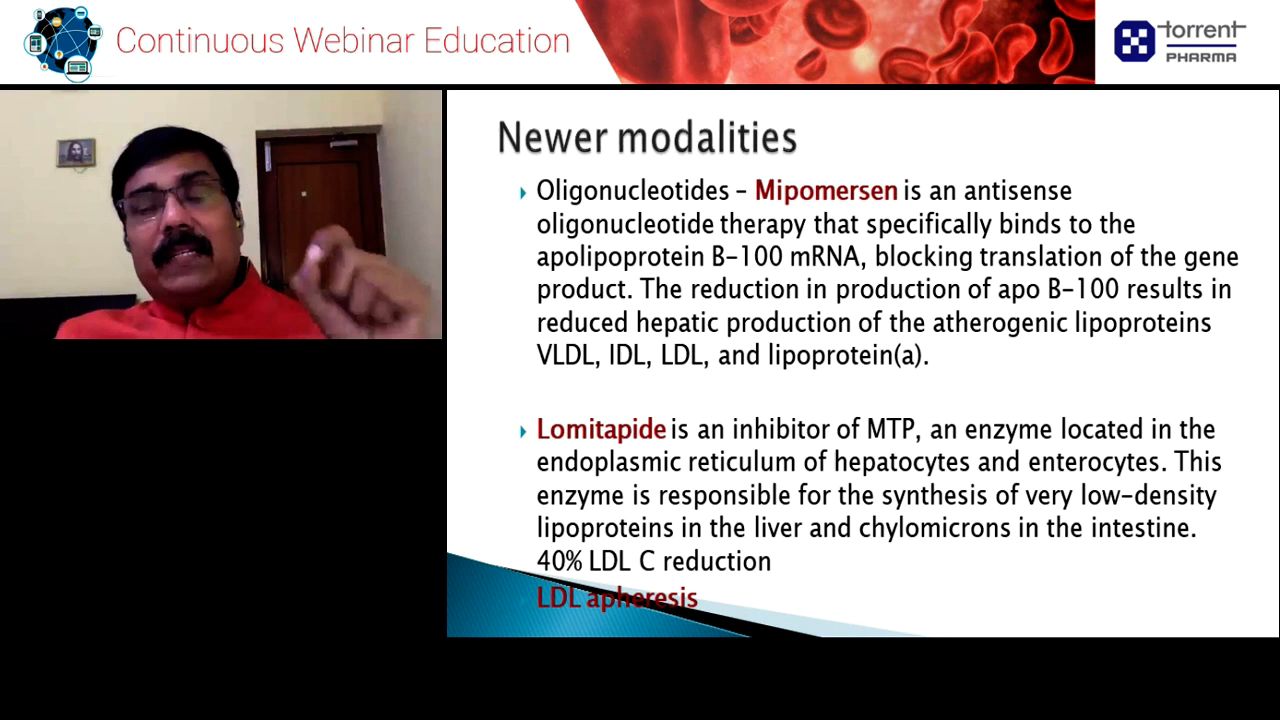 Continuous Webinar Education
torrent
PHARMA
Newer modalities
Oligonucleotides – Mipomersen is an antisense
oligonucleotide therapy that specifically binds to the
apolipoprotein B-100 mRNA, blocking translation of the gene
product. The reduction in production of apo B-100 results in
reduced hepatic production of the atherogenic lipoproteins
VLDL, IDL, LDL, and lipoprotein(a).
Lomitapide is an inhibitor of MTP, an enzyme located in the
endoplasmic reticulum of hepatocytes and enterocytes. This
enzyme is responsible for the synthesis of very low-density
lipoproteins in the liver and chylomicrons in the intestine.
40% LDL C reduction
LDL apheresis